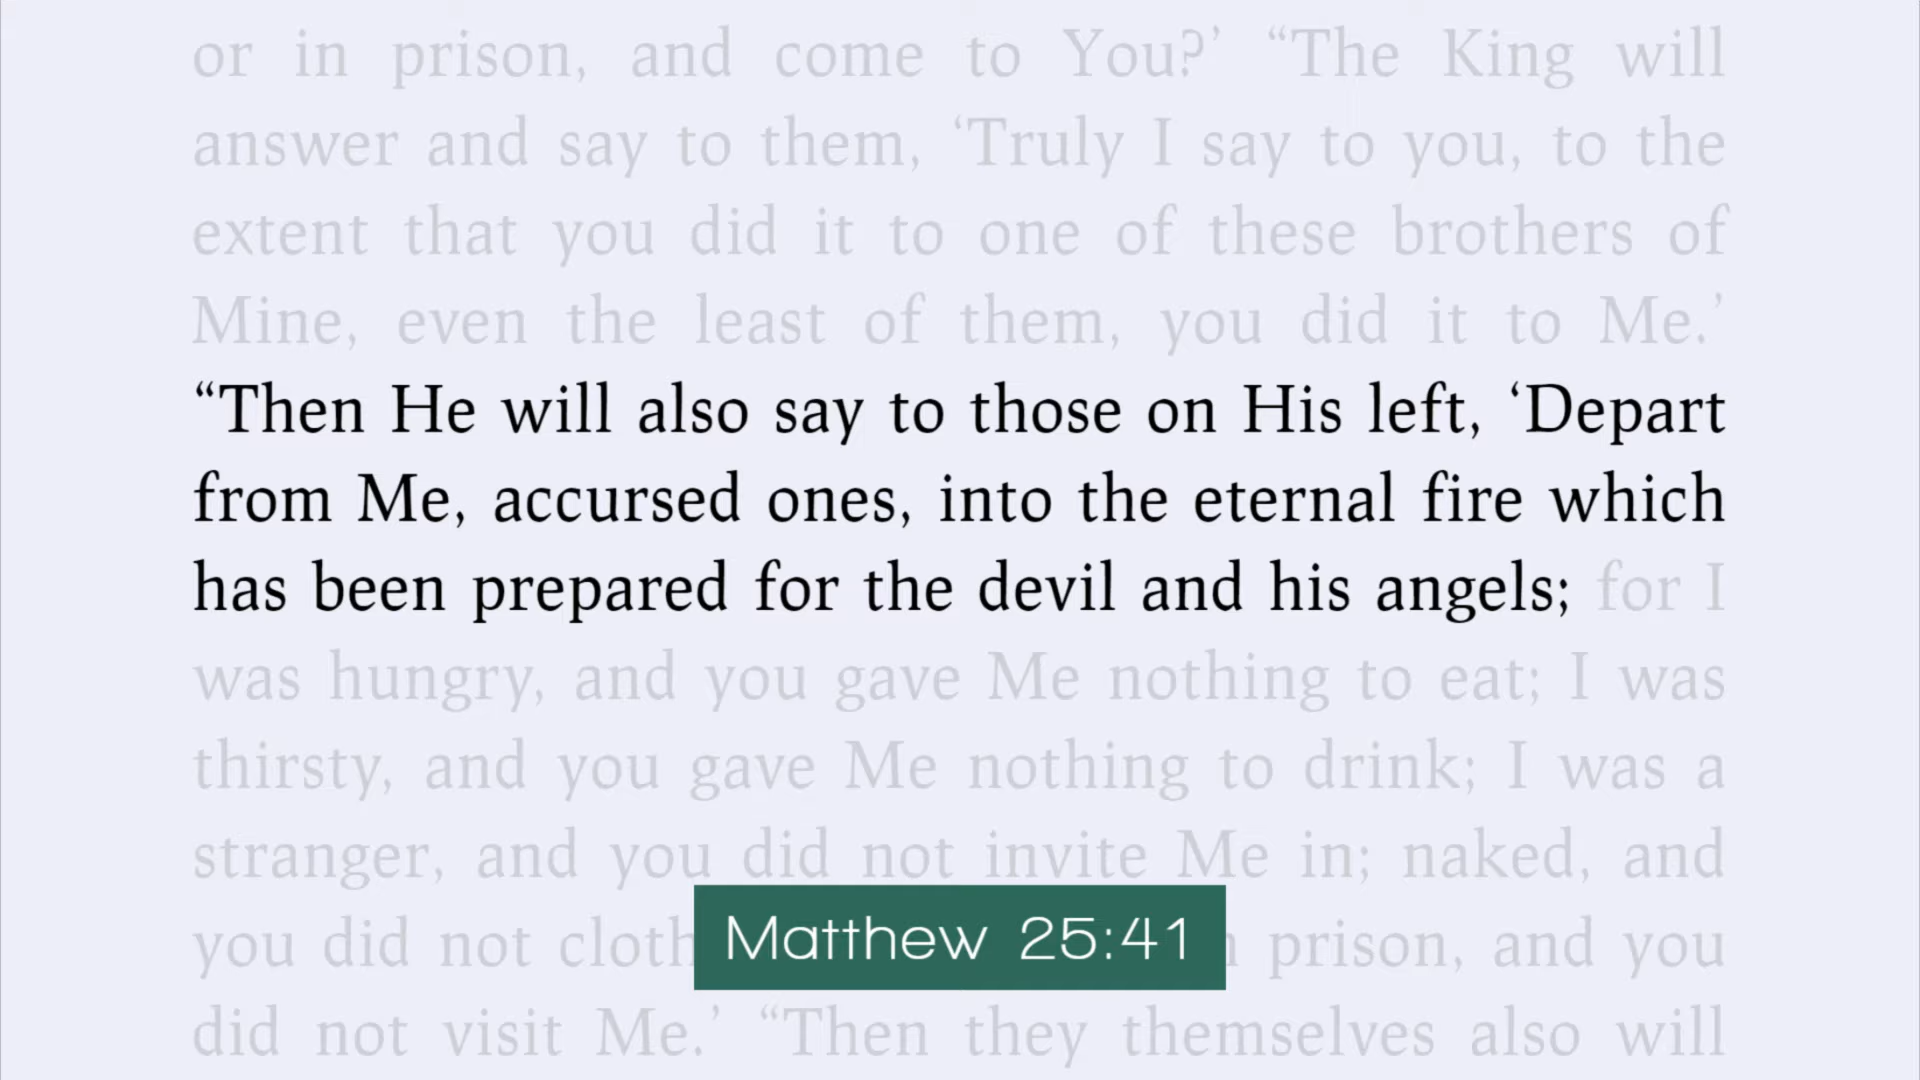 or in prison, and come to You?’ “The King will
answer and say to them, ‘Truly I say to you, to the
extent that you did it to one of these brothers of
Mine, even the least of them, you did it to Me.’
“Then He will also say to those on His left, ‘Depart
from Me, accursed ones, into the eternal fire which
has been prepared for the devil and his angels; for I
was hungry, and you gave Me nothing to eat; I was
thirsty, and you gave Me nothing to drink; I was a
stranger, and you did not invite Me in; naked, and
you did not prison, and you
Matthew 25:41
did not visit Me.’ “Then they themselves also will